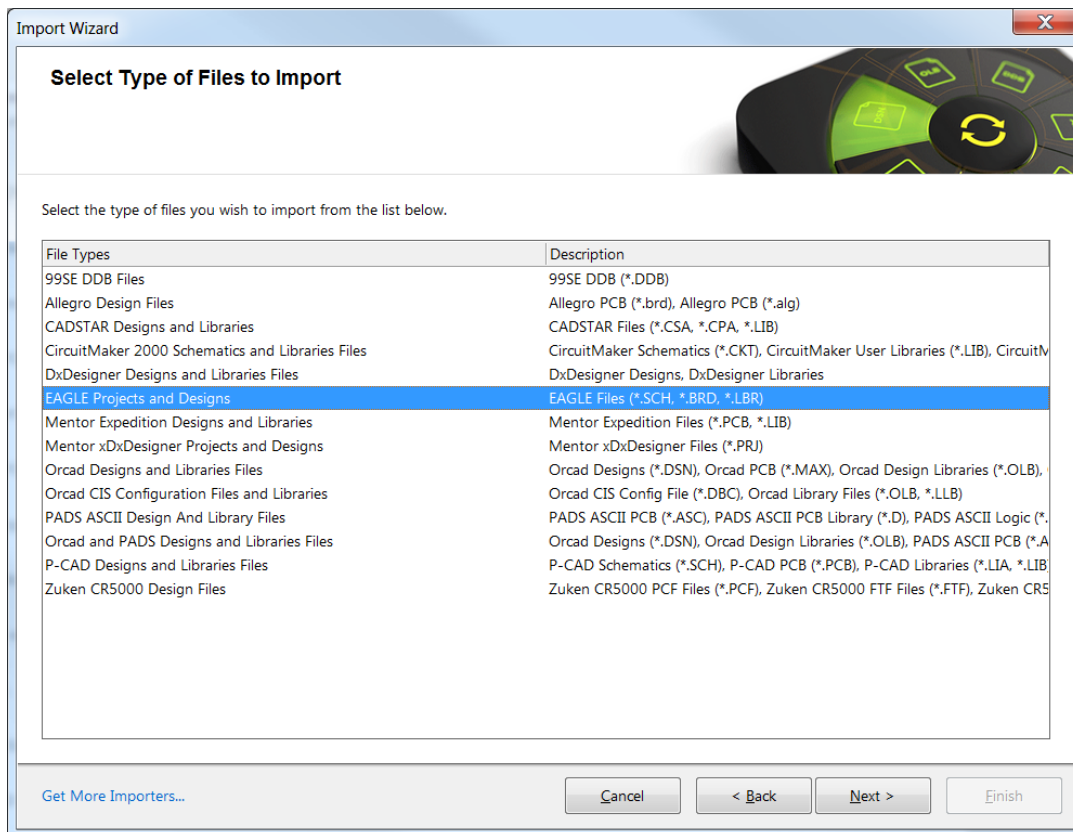 Import Wizard
Select Type of Files to Import
OLB
DDB
DSN
Select the type of files you wish to import from the list below.
File Types Description
99SE DDB Files 99SE DDB (*.DDB)
Allegro Design Files Allegro PCB (*.brd), Allegro PCB (*.alg)
CADSTAR Designs and Libraries CADSTAR Files (*.CSA, *.CPA, *.LIB)
CircuitMaker 2000 Schematics and Libraries Files CircuitMaker Schematics (*.CKT), CircuitMaker User Libraries (*.LIB), CircuitM
DxDesigner Designs and Libraries Files DxDesigner Designs, DxDesigner Libraries
EAGLE Projects and Designs EAGLE Files (*.SCH, *.BRD, *.LBR)
Mentor Expedition Designs and Libraries Mentor Expedition Files (*.PCB, *.LIB)
Mentor xDxDesigner Projects and Designs Mentor xDxDesigner Files (*.PRJ)
Orcad Designs and Libraries Files Orcad Designs (*.DSN), Orcad PCB (*.MAX), Orcad Design Libraries (*.OLB),
Orcad CIS Configuration Files and Libraries Orcad CIS Config File (*.DBC), Orcad Library Files (*.OLB, *.LLB)
PADS ASCII Design And Library Files PADS ASCII PCB (*.ASC), PADS ASCII PCB Library (*.D), PADS ASCII Logic (*.
Orcad and PADS Designs and Libraries Files Orcad Designs (*.DSN), Orcad Design Libraries (*.OLB), PADS ASCII PCB (*.A
P-CAD Designs and Libraries Files P-CAD Schematics (*.SCH), P-CAD PCB (*.PCB), P-CAD Libraries (*.LIA, *.LIB
Zuken CR5000 Design Files Zuken CR5000 PCF Files (*.PCF), Zuken CR5000 FTF Files (*.FTF), Zuken CR5
Get More Importers... Cancel < Back Next > Finish